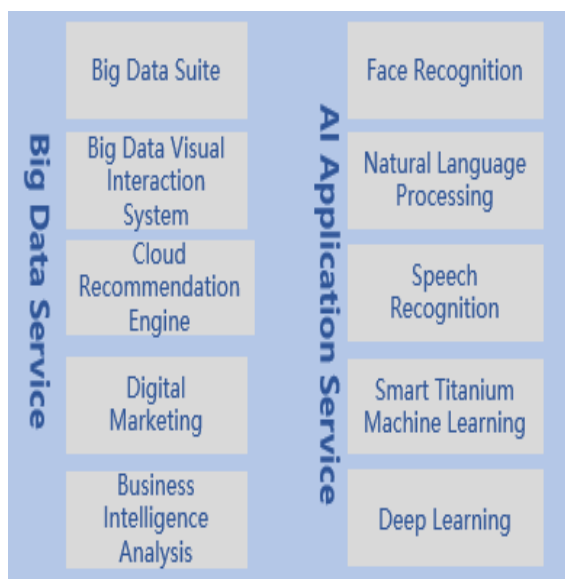 Big Data Service
Big Data Suite
Big Data Visual
Interaction
System
Cloud
Recommendation
Engine
Digital
Marketing
Business
Intelligence
Analysis
AI Application Service
Face Recognition
Natural Language
Processing
Speech
Recognition
Smart Titanium
Machine Learning
Deep Learning